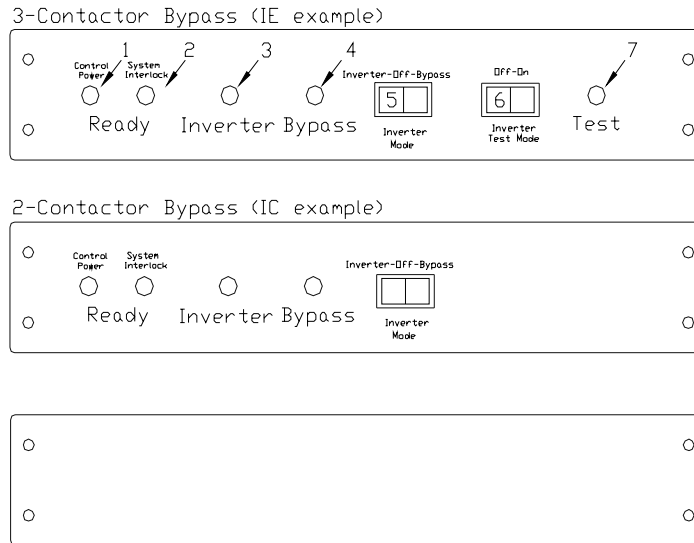 3-Contactor Bypass (IE example)
1 2 3 4 7
Control Power
System Interlock
Inverter-Off-Bypass
Off-On
5
6
Ready
Inverter
Bypass
Inverter Mode
Inverter Test Mode
Test
2-Contactor Bypass (IC example)
Control Power
System Interlock
Inverter-Off-Bypass
Ready
Inverter
Bypass
Inverter Mode